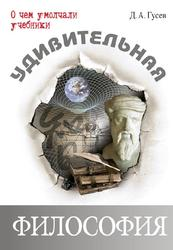 О чем умолчали
учебники
Д. А. Гусев
УДИВИТЕЛЬНАЯ
ФИЛОСОФИЯ